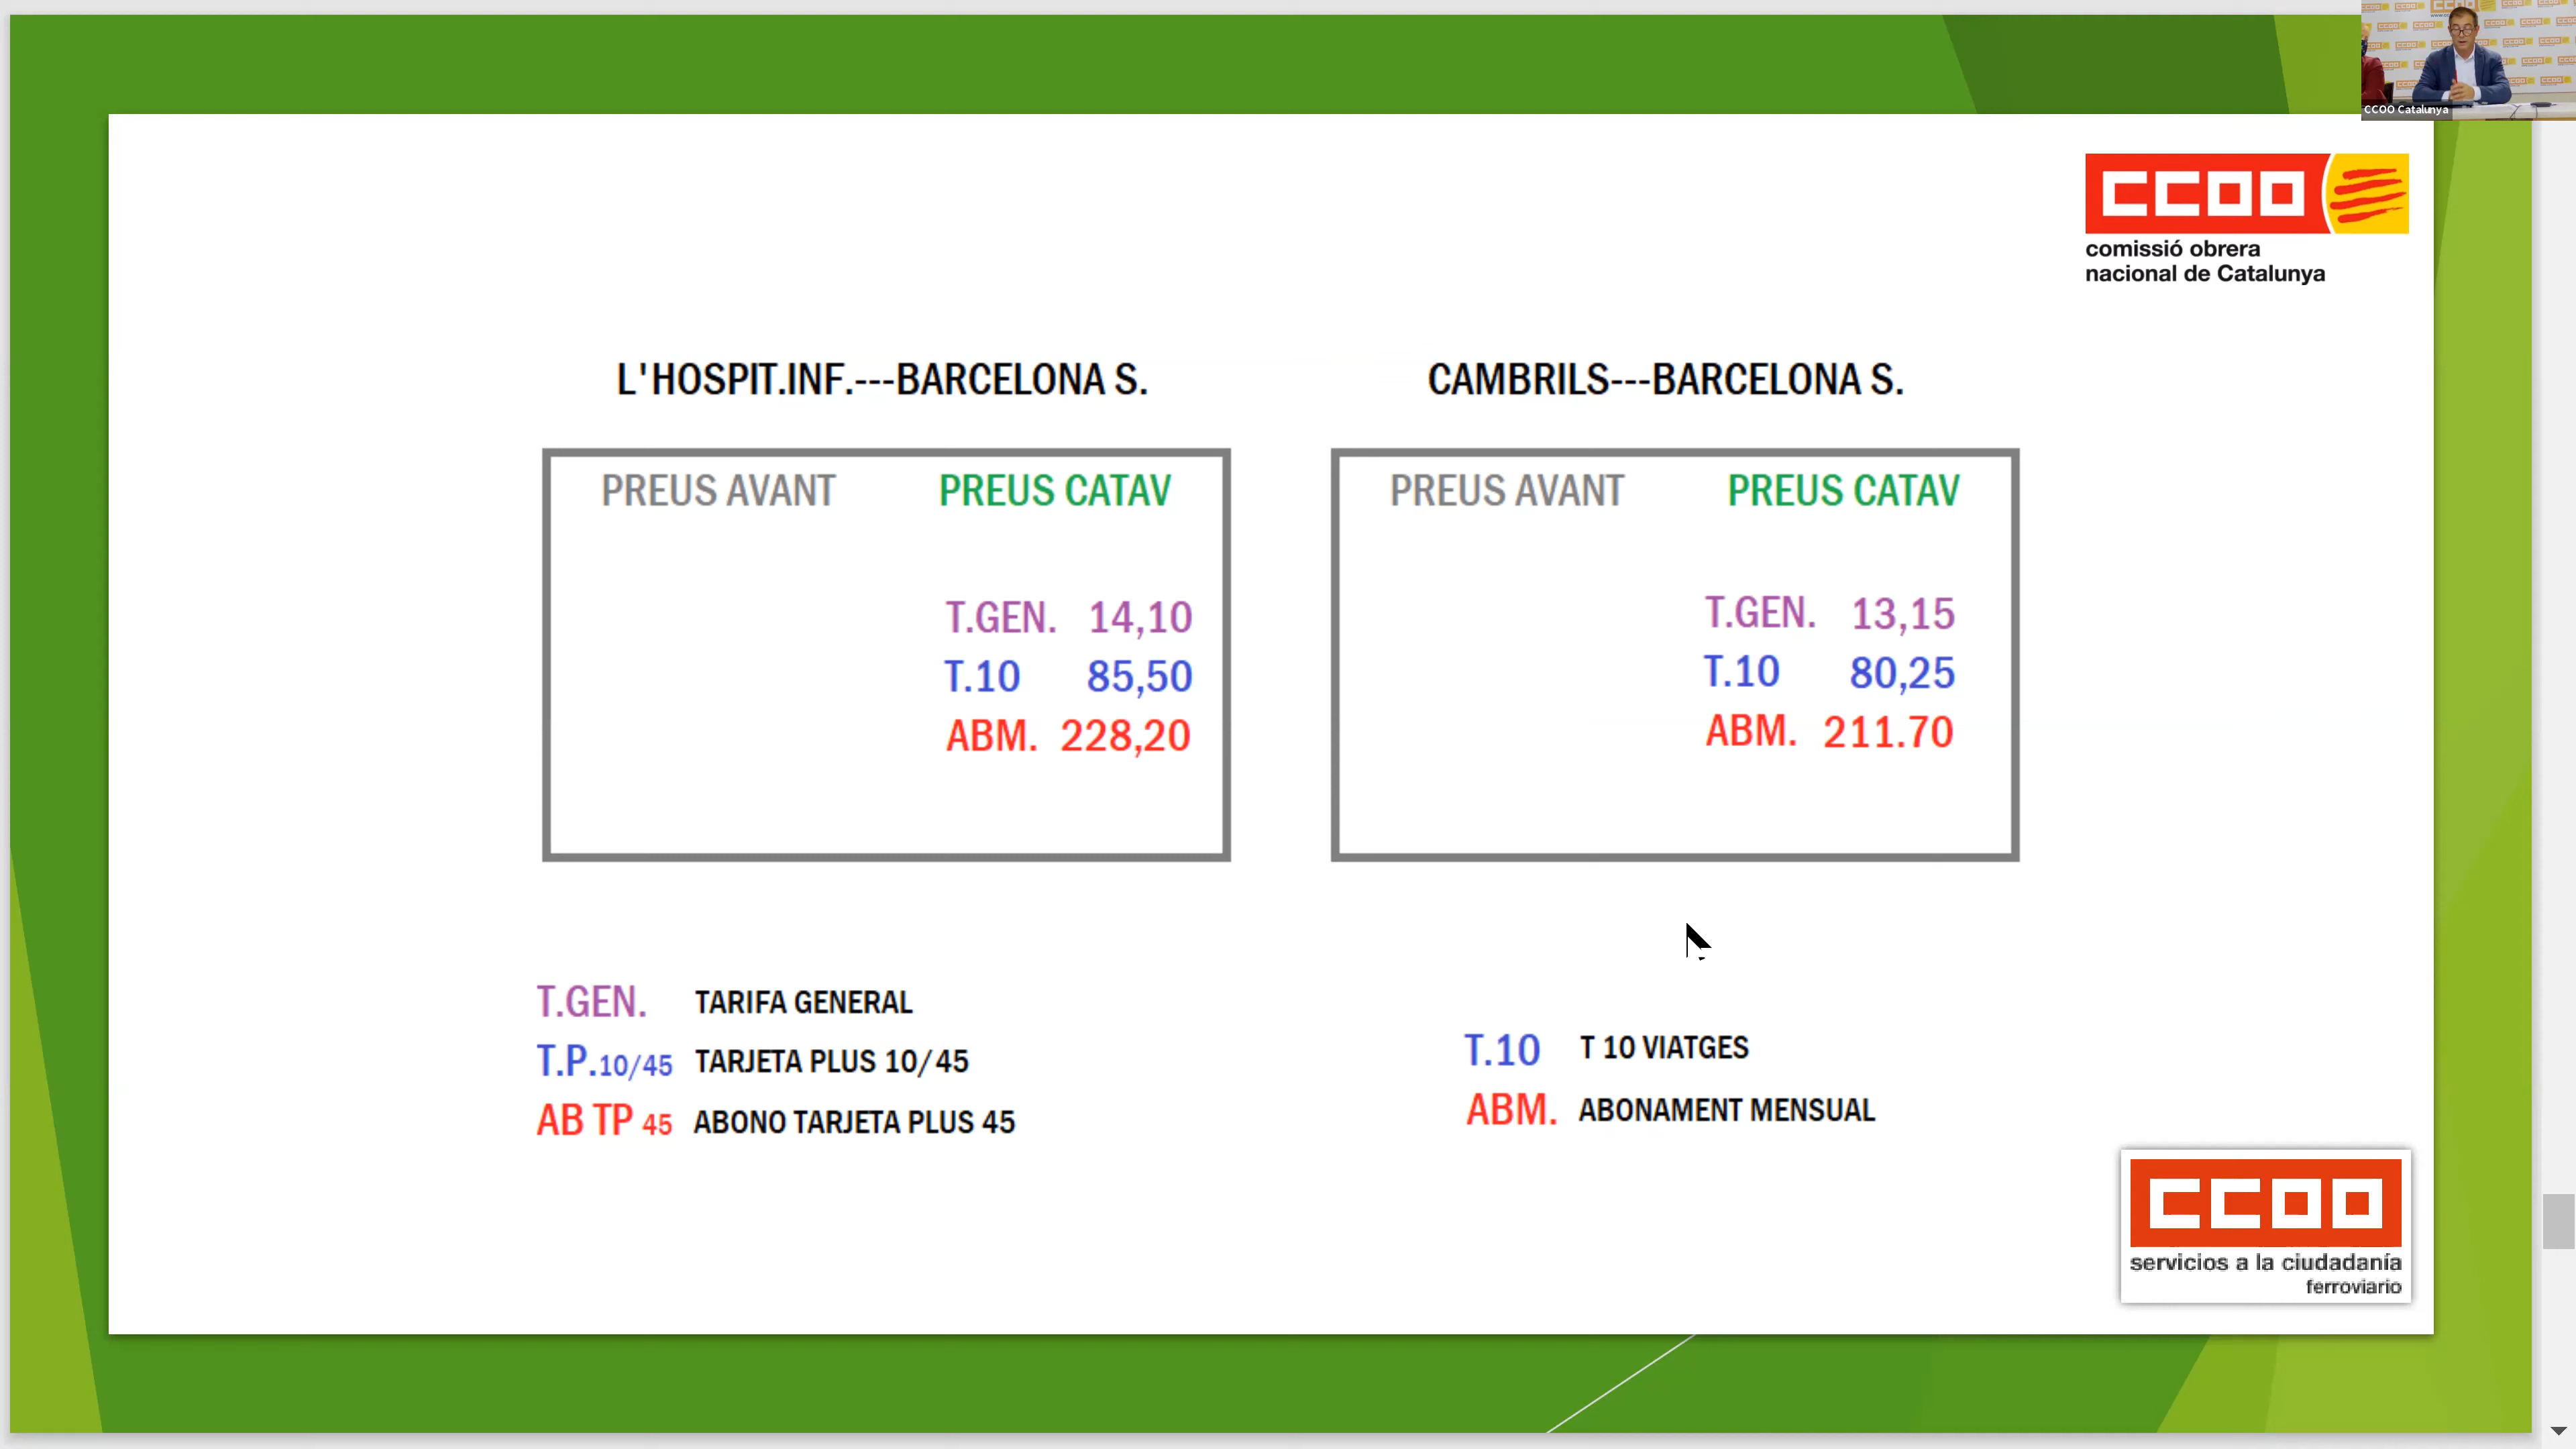 CCOO
CCOO Catalunya
CCOO
comissió obrera
nacional de Catalunya
L'HOSPIT.INF.---BARCELONA S.
PREUS AVANT PREUS CATAV
T.GEN. 14,10
T.10 85,50
ABM. 228,20
CAMBRILS---BARCELONA S.
PREUS AVANT PREUS CATAV
T.GEN. 13,15
T.10 80,25
ABM. 211.70
T.GEN. TARIFA GENERAL
T.P.10/45 TARJETA PLUS 10/45
AB TP 45 ABONO TARJETA PLUS 45
T.10 T 10 VIATGES
ABM. ABONAMENT MENSUAL
CCOO
servicios a la ciudadanía
ferroviario